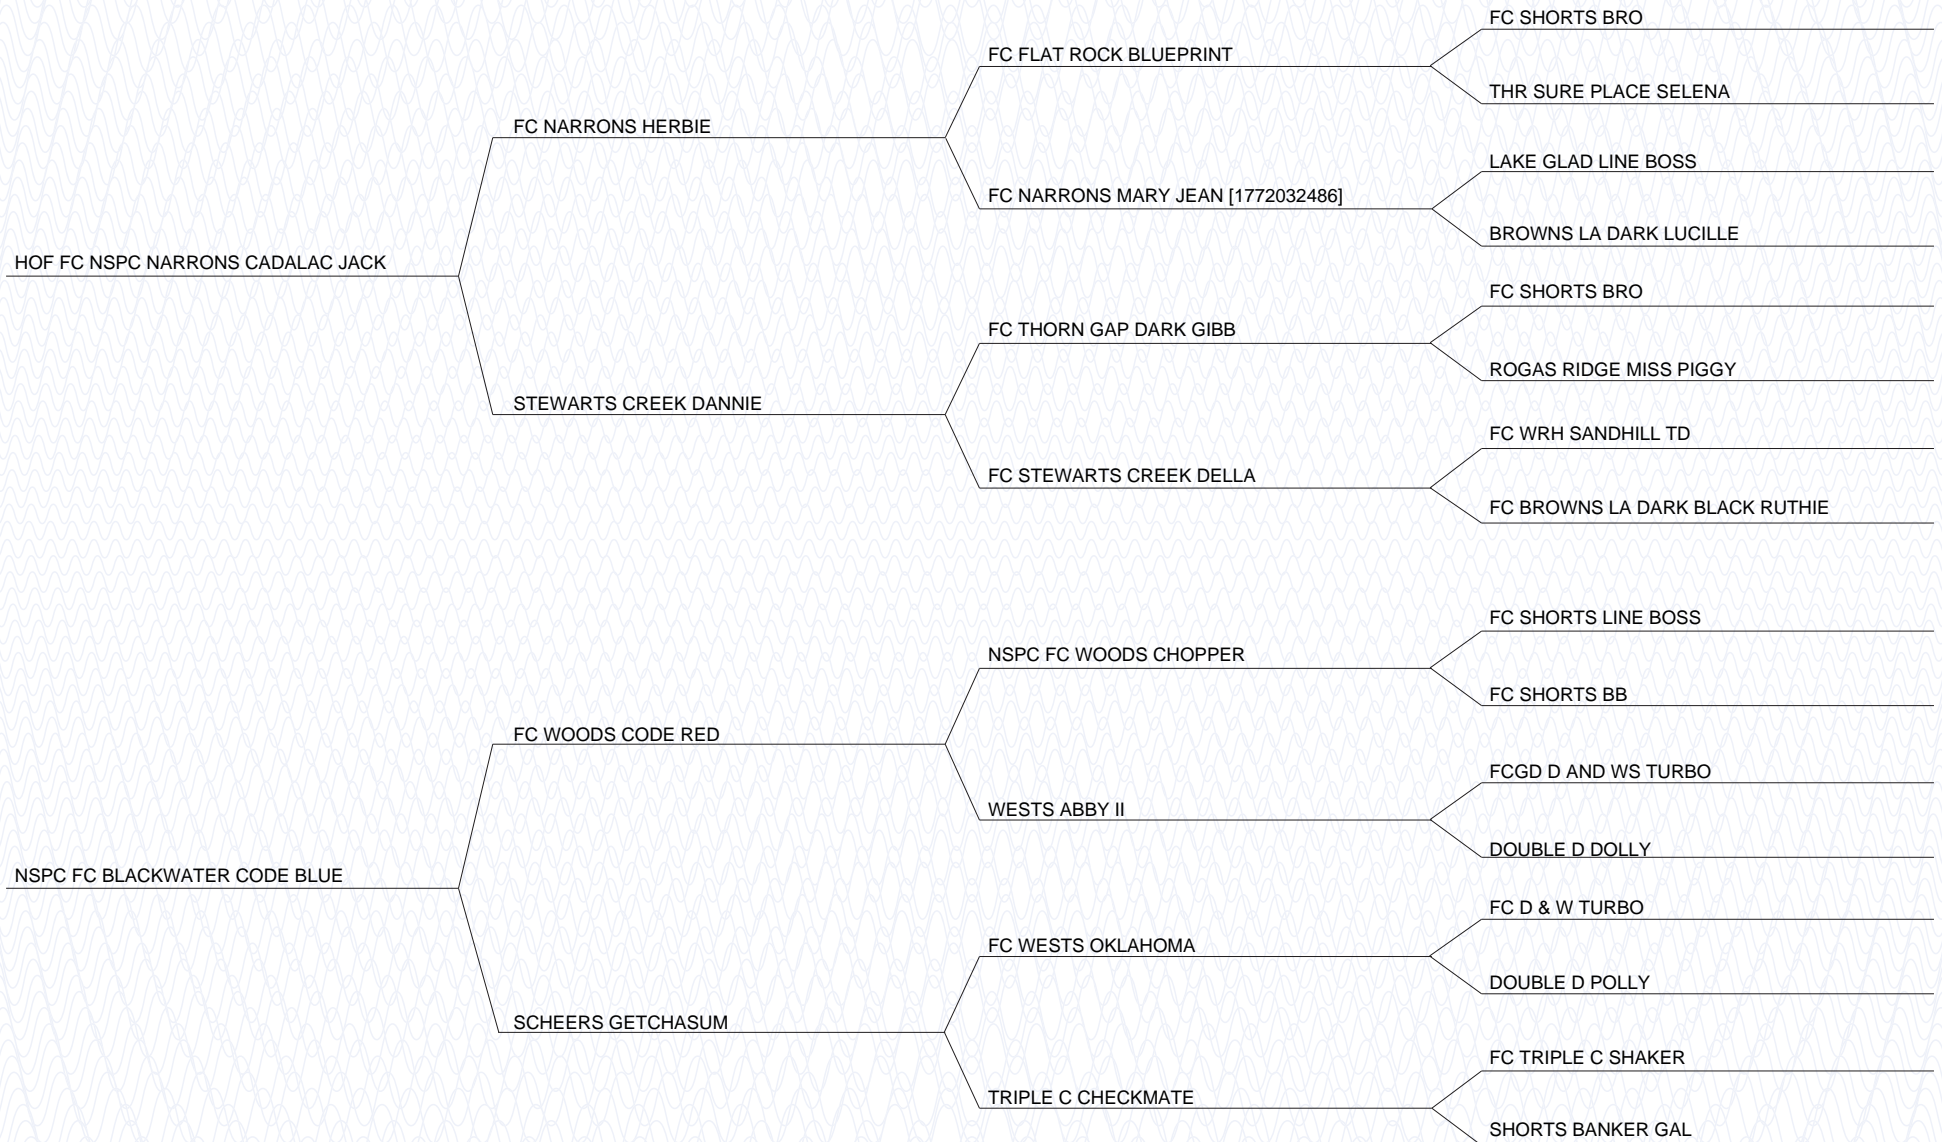 FC SHORTS BRO
FC FLAT ROCK BLUEPRINT
THR SURE PLACE SELENA
FC NARRONS HERBIE
LAKE GLAD LINE BOSS
FC NARRONS MARY JEAN [1772032486]
BROWNS LA DARK LUCILLE
HOF FC NSPC NARRONS CADALAC JACK
FC SHORTS BRO
FC THORN GAP DARK GIBB
ROGAS RIDGE MISS PIGGY
STEWARTS CREEK DANNIE
FC WRH SANDHILL TD
FC STEWARTS CREEK DELLA
FC BROWNS LA DARK BLACK RUTHIE
FC SHORTS LINE BOSS
NSPC FC WOODS CHOPPER
FC SHORTS BB
FC WOODS CODE RED
FCGD D AND WS TURBO
WESTS ABBY II
DOUBLE D DOLLY
NSPC FC BLACKWATER CODE BLUE
FC D & W TURBO
FC WESTS OKLAHOMA
DOUBLE D POLLY
SCHEERS GETCHASUM
FC TRIPLE C SHAKER
TRIPLE C CHECKMATE
SHORTS BANKER GAL